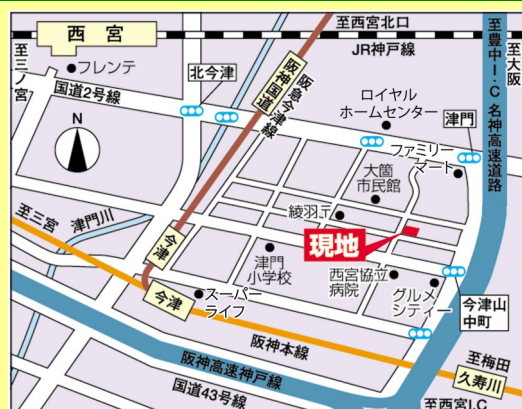 至西宮北口
西宮
JR神戸線
至三ノ宮
フレンテ
北今津
阪神国道
阪急今津線
至豊中I・C
名神高速道路
至大阪
国道2号線
ロイヤル
ホームセンター
津門
N
ファミリー
マート
大箇
市民館
綾羽〒
至三宮
津門川
今津
現地
津門
小学校
西宮協立
病院
グルメ
シティー
今津
スーパー
ライフ
今津山
中町
阪神本線
阪神高速神戸線
至梅田
久寿川
国道43号線
至西宮I.C